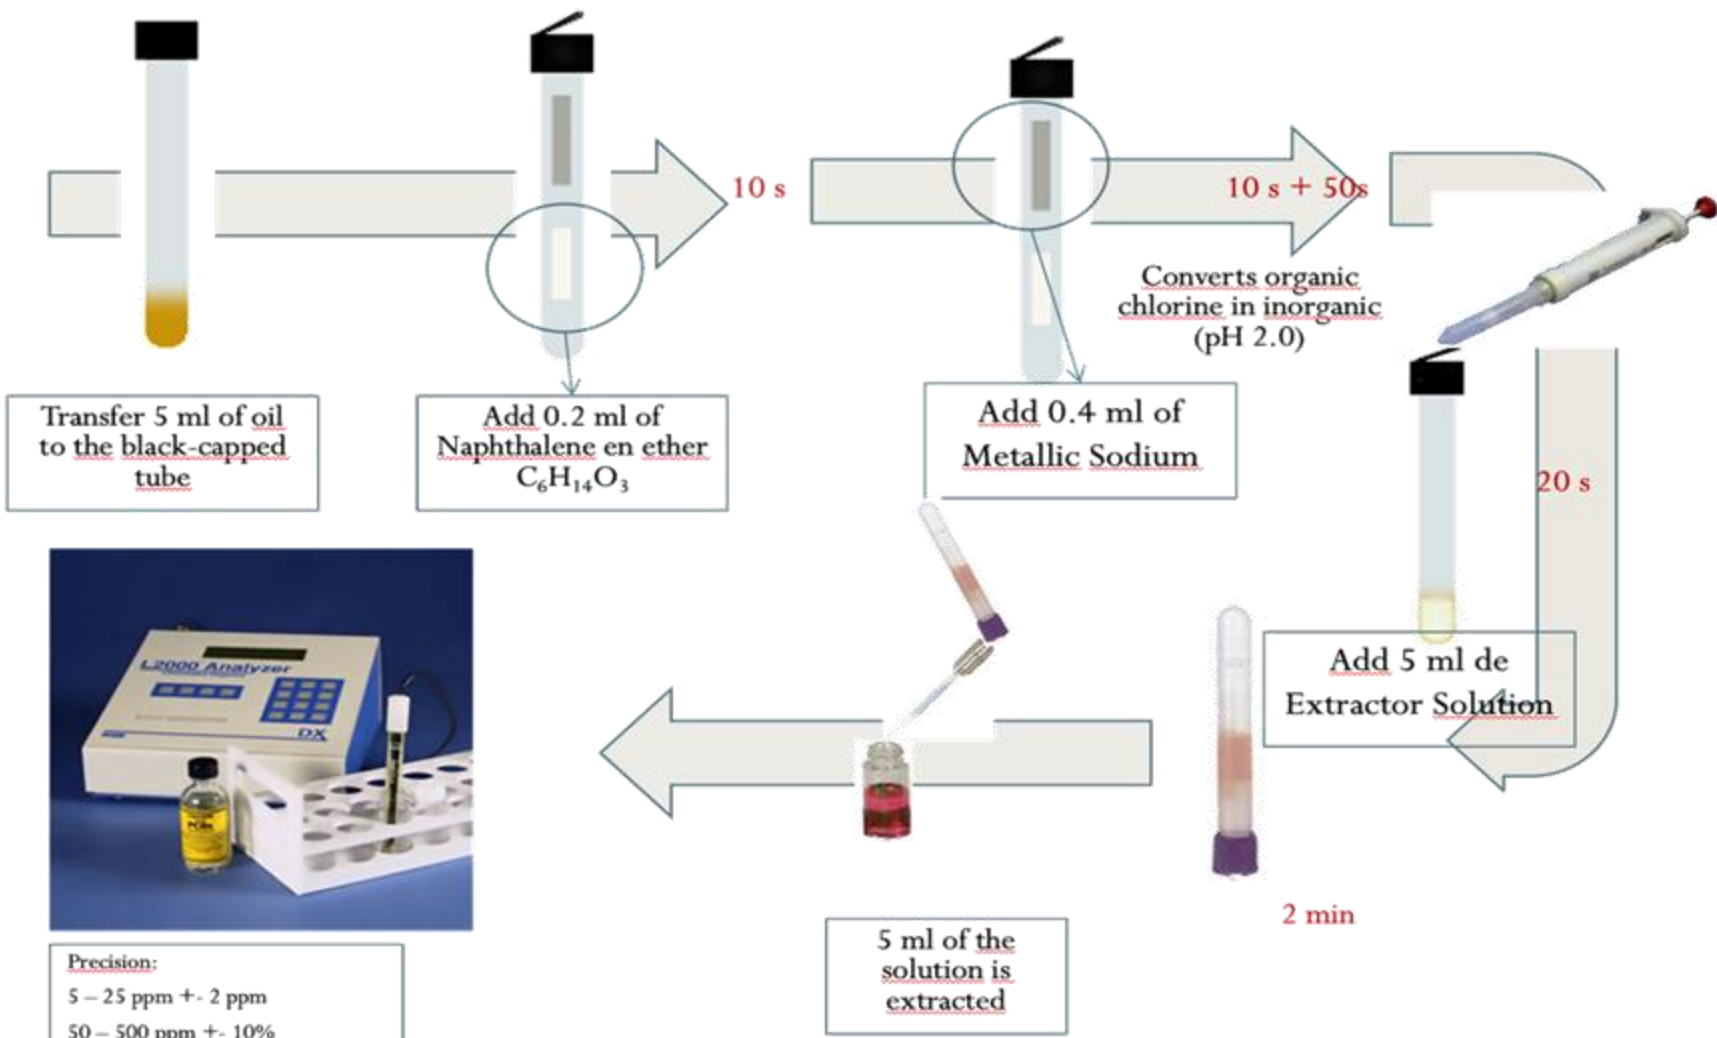 10 s
10 s + 50s
Converts organic
chlorine in inorganic
(pH 2.0)
Transfer 5 ml of oil
to the black-capped
tube
Add 0.2 ml of
Naphthalene en ether
C₆H₁₄O₃
Add 0.4 ml of
Metallic Sodium
20 s
Add 5 ml de
Extractor Solution
2 min
5 ml of the
solution is
extracted
L2000 Analyzer
DX
PCBs
Precision:
5 – 25 ppm +- 2 ppm
50 – 500 ppm +- 10%